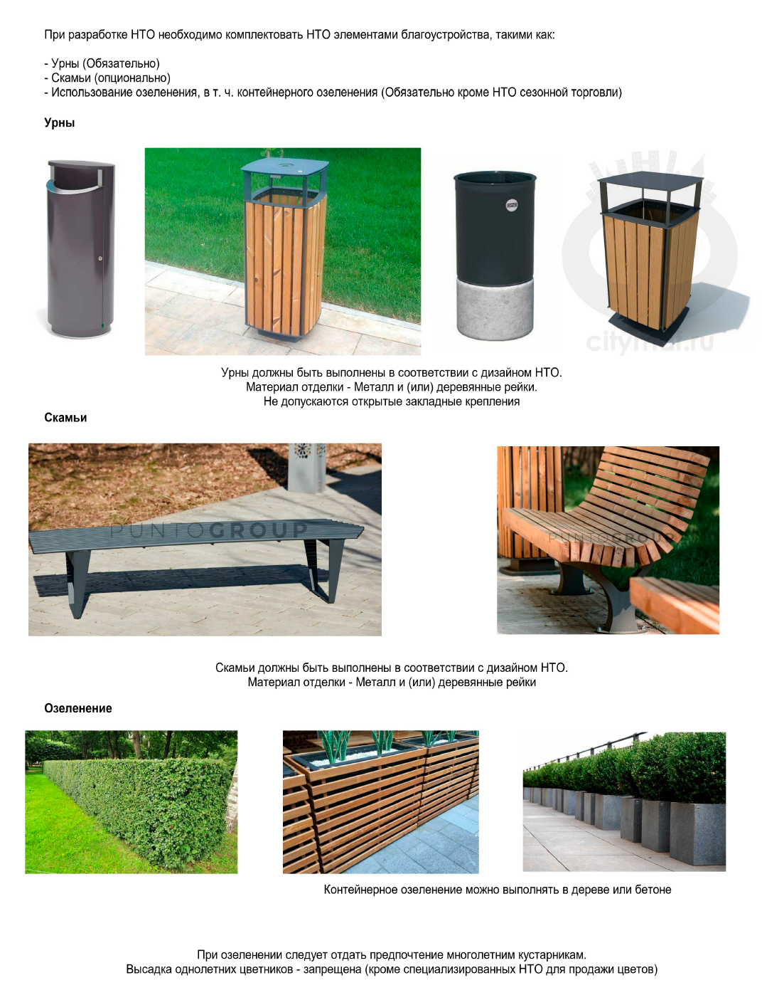 При разработке НТО необходимо комплектовать НТО элементами благоустройства, такими как:
- Урны (Обязательно)
- Скамьи (опционально)
- Использование озеленения, в т. ч. контейнерного озеленения (Обязательно кроме НТО сезонной торговли)
Урны
citymaf.ru
Урны должны быть выполнены в соответствии с дизайном НТО.
Материал отделки - Металл и (или) деревянные рейки.
Не допускаются открытые закладные крепления
Скамьи
PUNTOGROUP
PUNTOGROUP
Скамьи должны быть выполнены в соответствии с дизайном НТО.
Материал отделки - Металл и (или) деревянные рейки
Озеленение
Контейнерное озеленение можно выполнять в дереве или бетоне
При озеленении следует отдать предпочтение многолетним кустарникам.
Высадка однолетних цветников - запрещена (кроме специализированных НТО для продажи цветов)